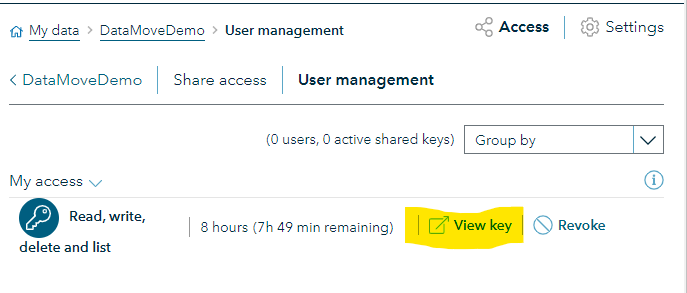 My data > DataMoveDemo > User management Access Settings
< DataMoveDemo Share access User management
(0 users, 0 active shared keys) Group by
My access
Read, write, delete and list 8 hours (7h 49 min remaining) View key Revoke